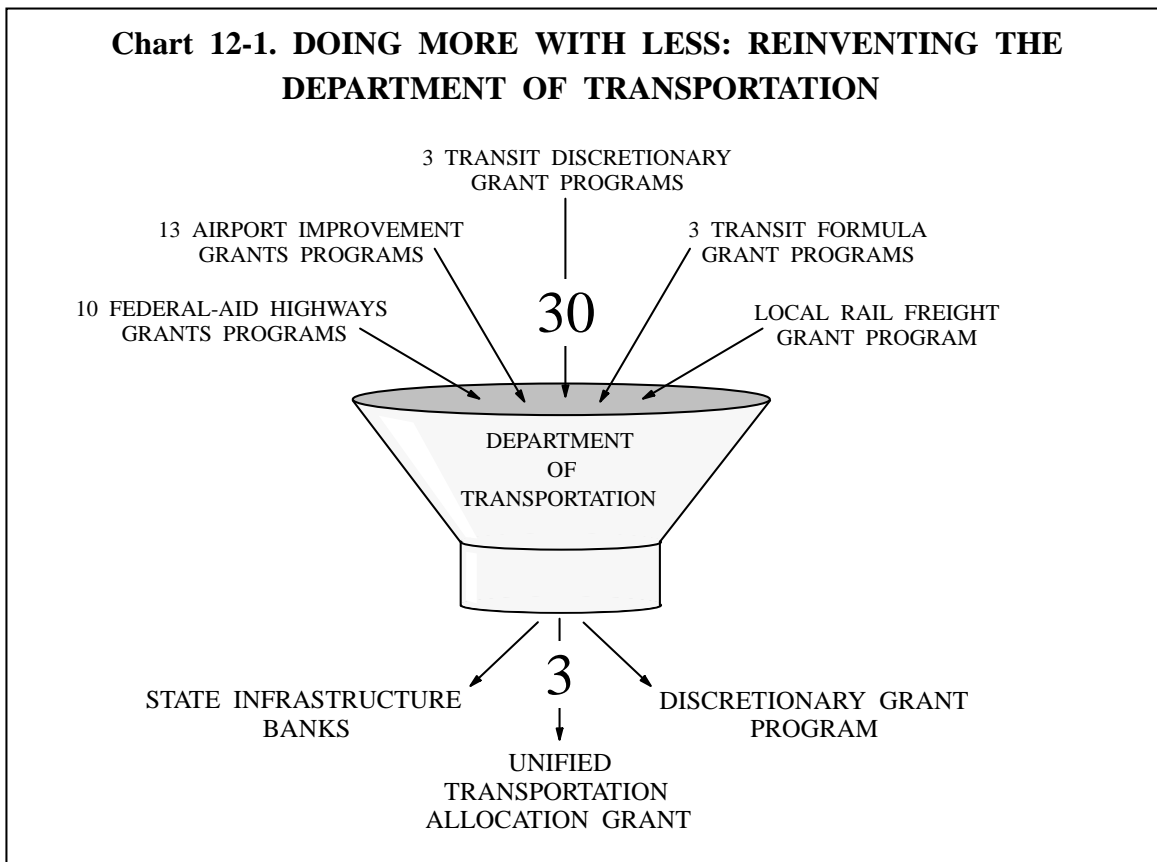 Chart 12-1. DOING MORE WITH LESS: REINVENTING THE
DEPARTMENT OF TRANSPORTATION
3 TRANSIT DISCRETIONARY
GRANT PROGRAMS
13 AIRPORT IMPROVEMENT
GRANTS PROGRAMS
3 TRANSIT FORMULA
GRANT PROGRAMS
10 FEDERAL-AID HIGHWAYS
GRANTS PROGRAMS
30
LOCAL RAIL FREIGHT
GRANT PROGRAM
DEPARTMENT
OF
TRANSPORTATION
STATE INFRASTRUCTURE
BANKS
3
DISCRETIONARY GRANT
PROGRAM
UNIFIED
TRANSPORTATION
ALLOCATION GRANT